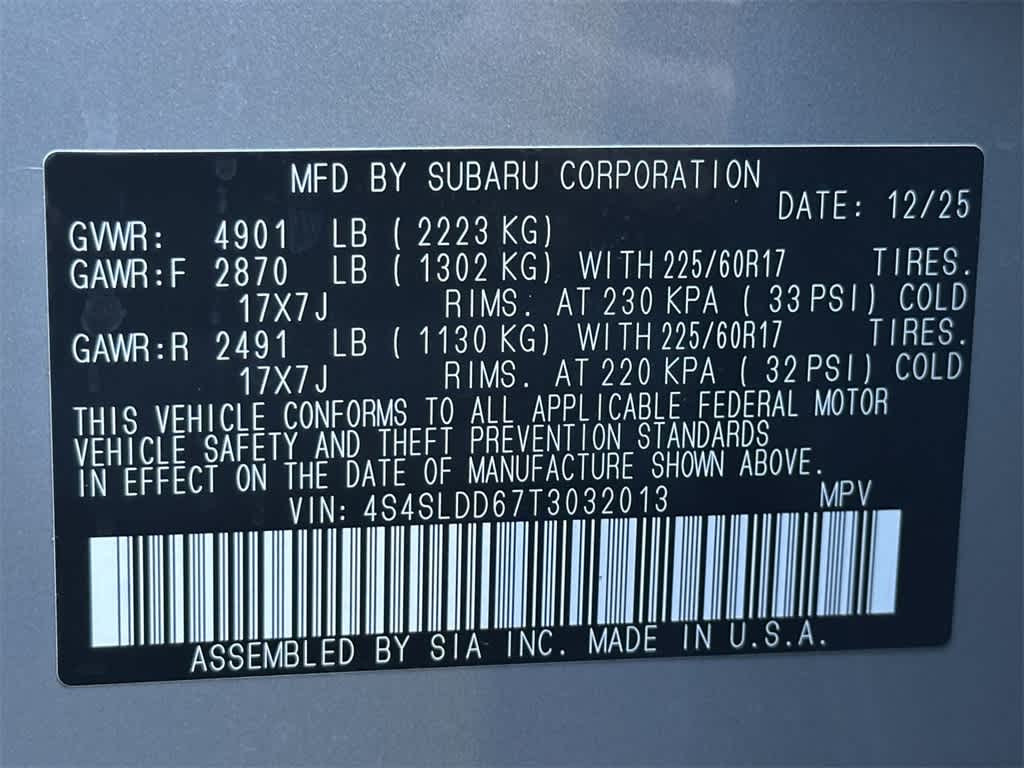 MFD BY SUBARU CORPORATION
DATE: 12/25
GVWR: 4901 LB ( 2223 KG)
GAWR:F 2870 LB ( 1302 KG) WITH 225/60R17 TIRES.
17X7J RIMS. AT 230 KPA ( 33 PSI) COLD
GAWR:R 2491 LB ( 1130 KG) WITH 225/60R17 TIRES.
17X7J RIMS. AT 220 KPA ( 32 PSI) COLD
THIS VEHICLE CONFORMS TO ALL APPLICABLE FEDERAL MOTOR
VEHICLE SAFETY AND THEFT PREVENTION STANDARDS
IN EFFECT ON THE DATE OF MANUFACTURE SHOWN ABOVE.
VIN: 4S4SLDD67T3032013 MPV
ASSEMBLED BY SIA INC. MADE IN U.S.A.